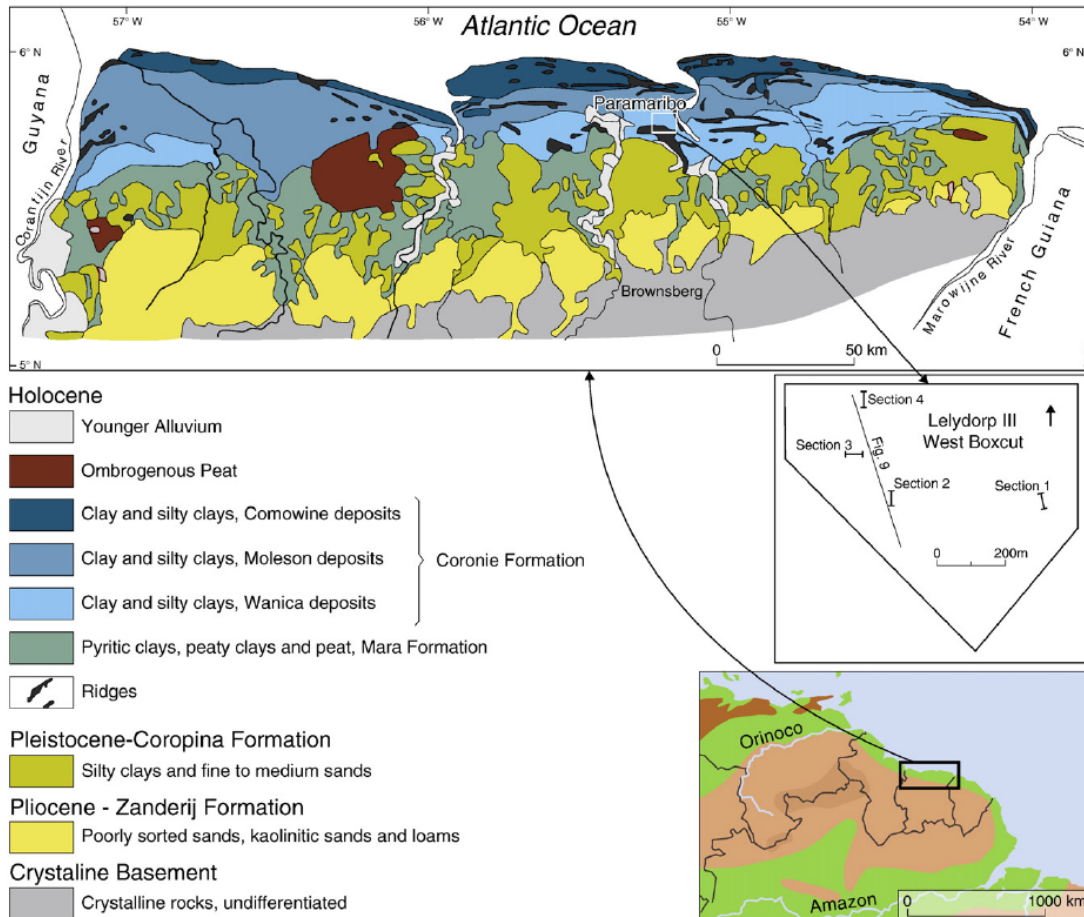 57° W
56° W
55° W
54° W
Atlantic Ocean
6° N
6° N
Guyana
Corantijn River
Paramaribo
Brownsberg
Marowijne River
French Guiana
5° N
0 50 km
Holocene
Younger Alluvium
Ombrogenous Peat
Clay and silty clays, Comowine deposits
Clay and silty clays, Moleson deposits
Coronie Formation
Clay and silty clays, Wanica deposits
Pyritic clays, peaty clays and peat, Mara Formation
Ridges
Pleistocene-Coropina Formation
Silty clays and fine to medium sands
Pliocene - Zanderij Formation
Poorly sorted sands, kaolinitic sands and loams
Crystaline Basement
Crystalline rocks, undifferentiated
Section 4
Lelydorp III
West Boxcut
Section 3
Fig. 9
Section 2
Section 1
0 200m
Orinoco
Amazon
0 1000 km